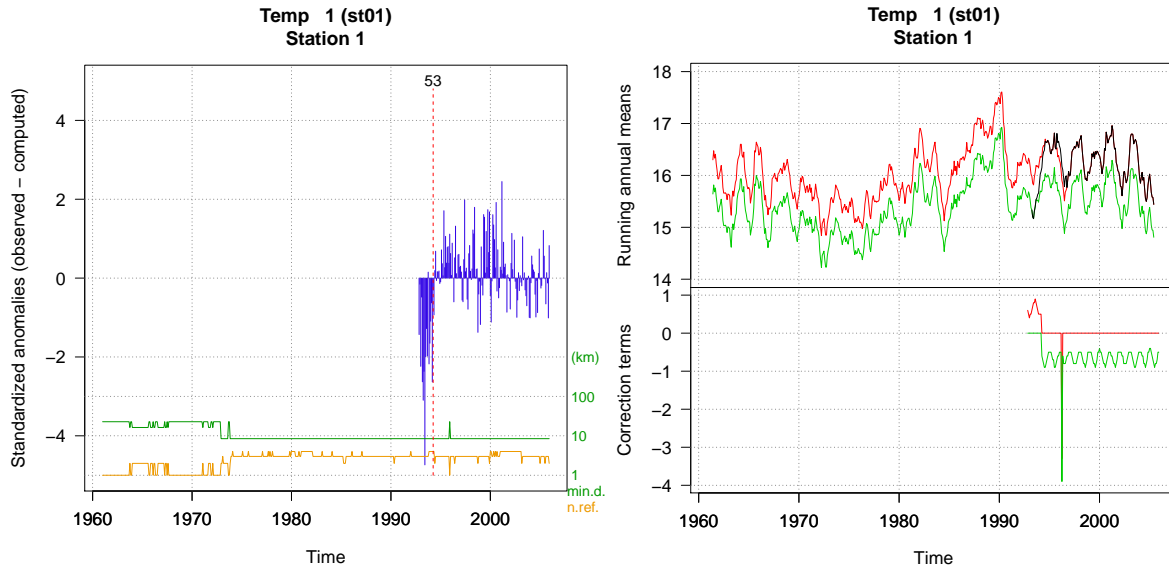 Temp 1 (st01)
Station 1
Standardized anomalies (observed − computed)
4
2
0
−2
−4
53
(km)
100
10
1
min.d.
n.ref.
1960
1970
1980
1990
2000
Time
Temp 1 (st01)
Station 1
Running annual means
18
17
16
15
14
Correction terms
1
0
−1
−2
−3
−4
1960
1970
1980
1990
2000
Time